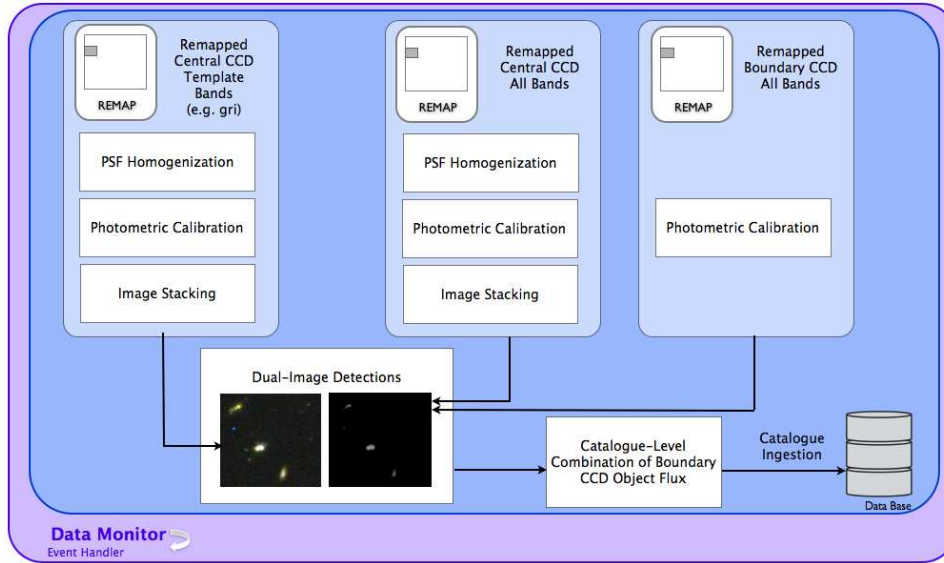 REMAP
Remapped
Central CCD
Template
Bands
(e.g. gri)
PSF Homogenization
Photometric Calibration
Image Stacking
REMAP
Remapped
Central CCD
All Bands
PSF Homogenization
Photometric Calibration
Image Stacking
REMAP
Remapped
Boundary CCD
All Bands
Photometric Calibration
Dual-Image Detections
Catalogue-Level
Combination of Boundary
CCD Object Flux
Catalogue
Ingestion
Data Base
Data Monitor
Event Handler